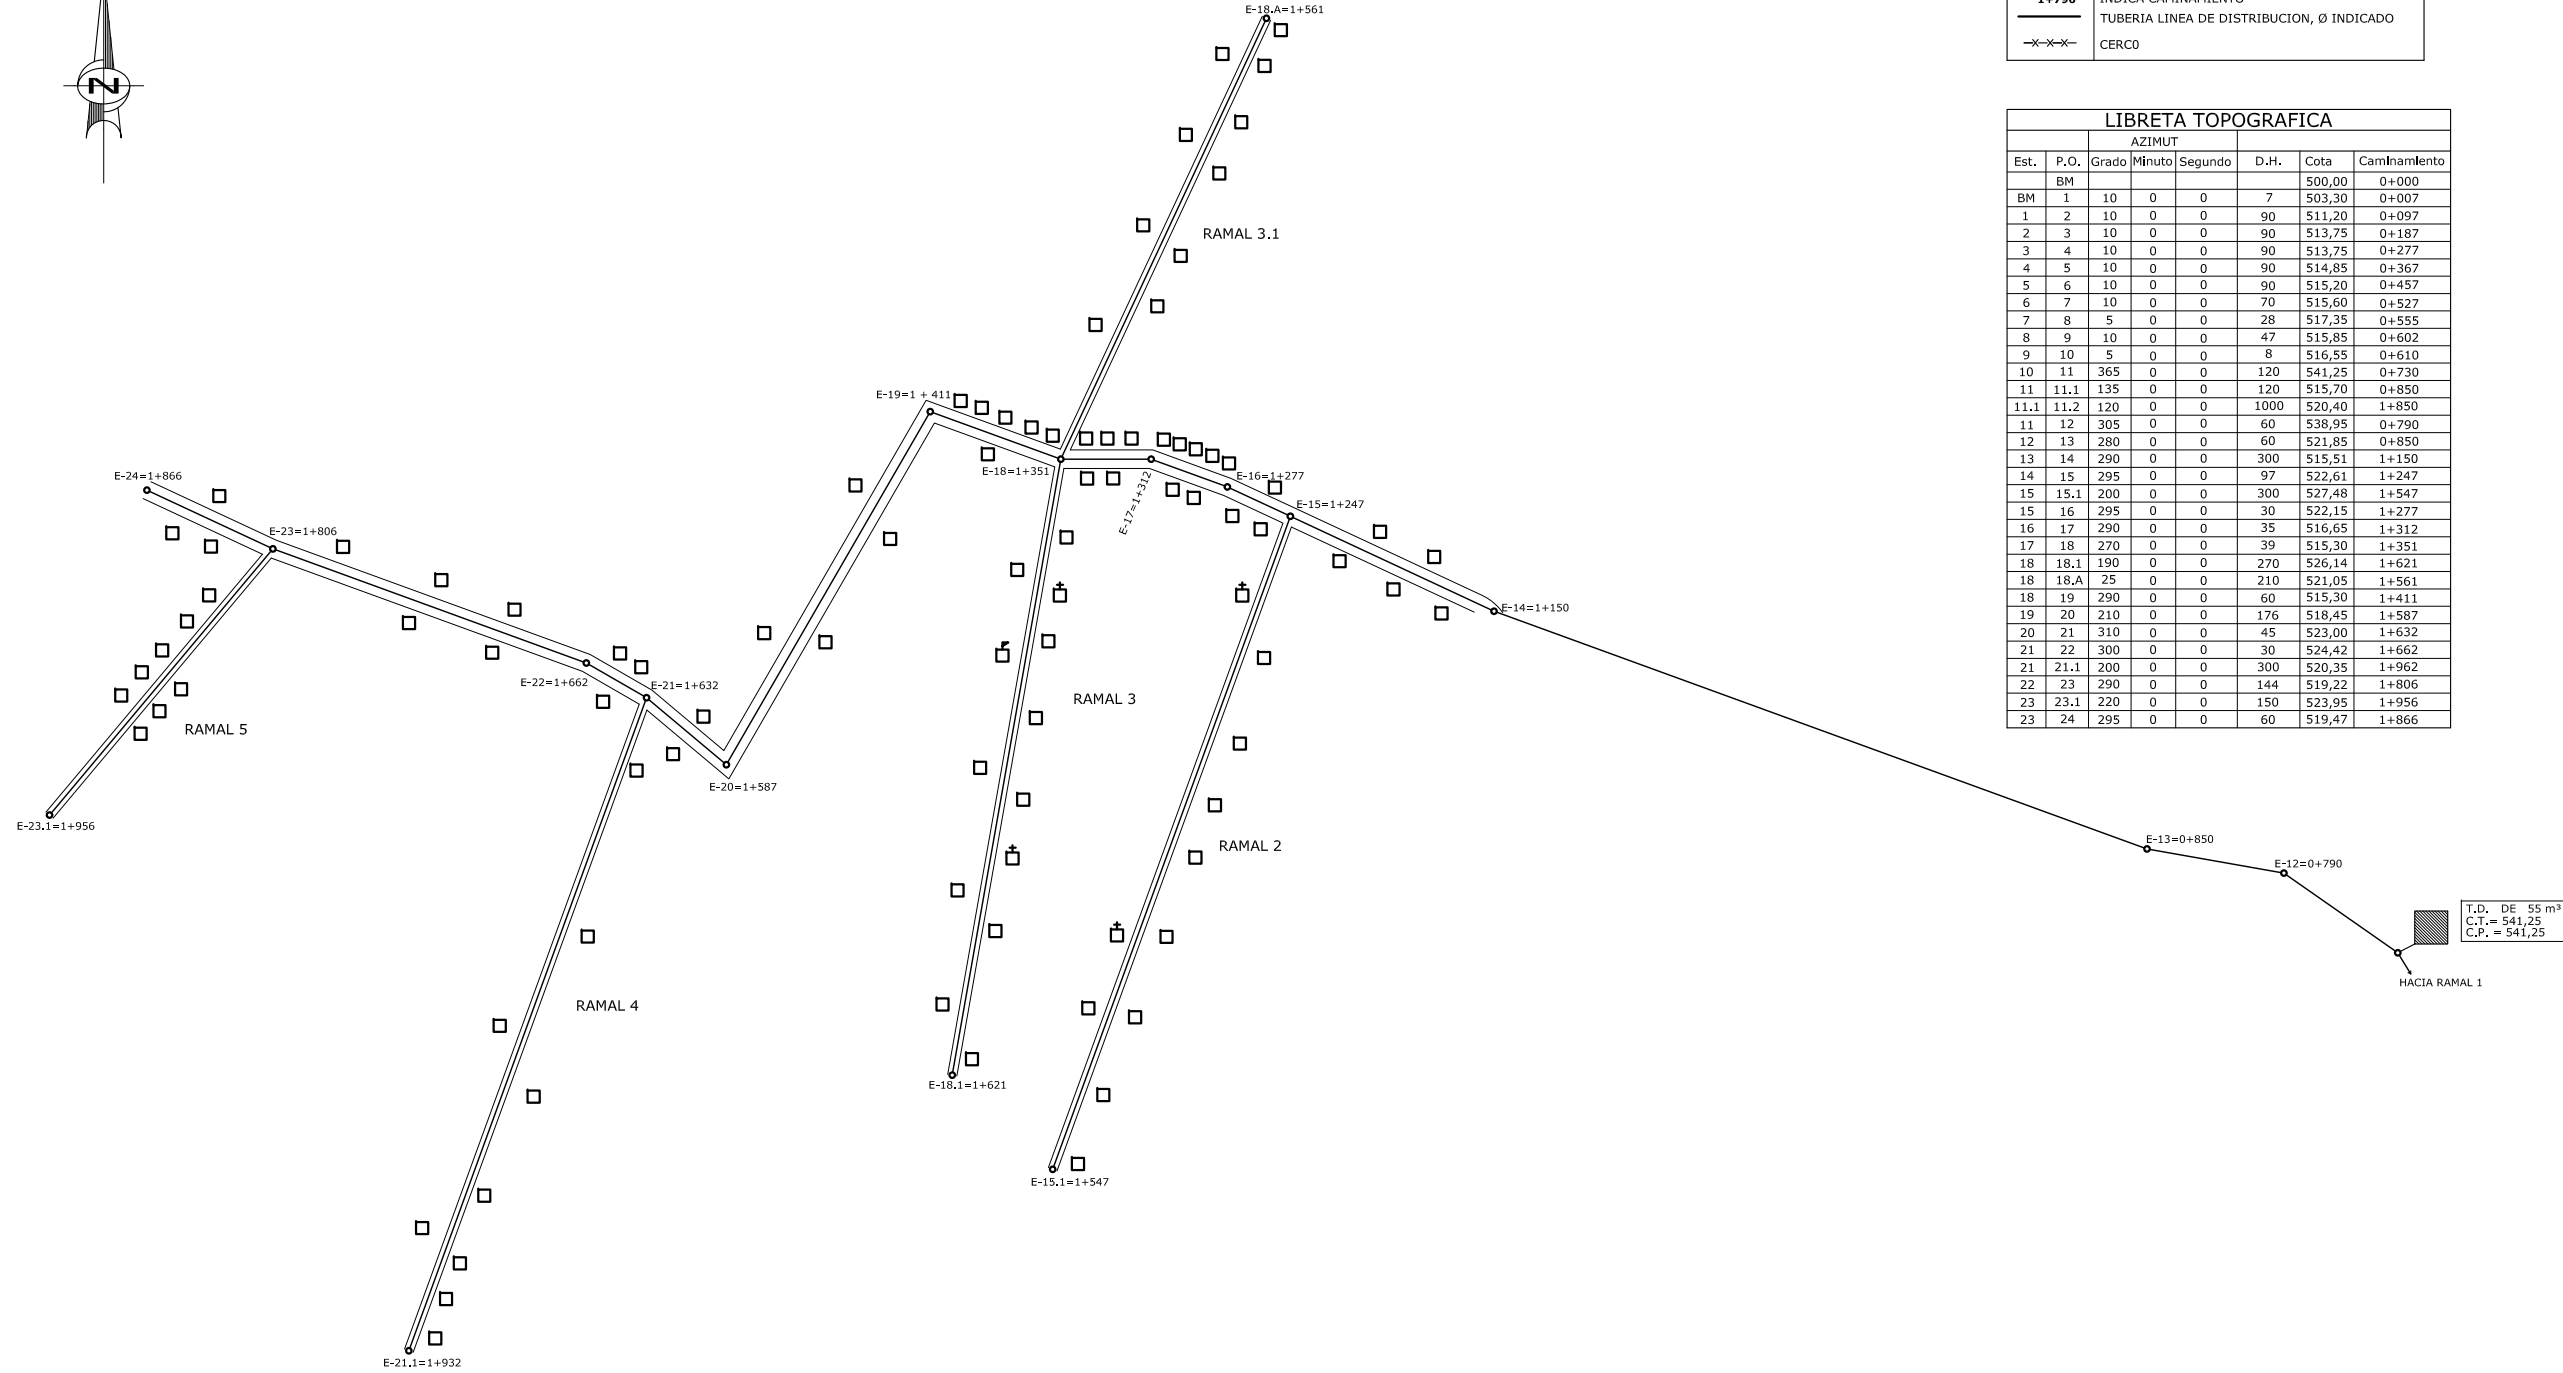 E-18.A=1+561
1+790 INDICA CAMINAMIENTO
TUBERIA LINEA DE DISTRIBUCION, Ø INDICADO
-X-X-X- CERC0
N
LIBRETA TOPOGRAFICA
AZIMUT
Est. P.O. Grado Minuto Segundo D.H. Cota Caminamiento
BM 500,00 0+000
BM 1 10 0 0 7 503,30 0+007
1 2 10 0 0 90 511,20 0+097
2 3 10 0 0 90 513,75 0+187
3 4 10 0 0 90 513,75 0+277
4 5 10 0 0 90 514,85 0+367
5 6 10 0 0 90 515,20 0+457
6 7 10 0 0 70 515,60 0+527
7 8 5 0 0 28 517,35 0+555
8 9 10 0 0 47 515,85 0+602
9 10 5 0 0 8 516,55 0+610
10 11 365 0 0 120 541,25 0+730
11 11.1 135 0 0 120 515,70 0+850
11.1 11.2 120 0 0 1000 520,40 1+850
11 12 305 0 0 60 538,95 0+790
12 13 280 0 0 60 521,85 0+850
13 14 290 0 0 300 515,51 1+150
14 15 295 0 0 97 522,61 1+247
15 15.1 200 0 0 300 527,48 1+547
15 16 295 0 0 30 522,15 1+277
16 17 290 0 0 35 516,65 1+312
17 18 270 0 0 39 515,30 1+351
18 18.1 190 0 0 270 526,14 1+621
18 18.A 25 0 0 210 521,05 1+561
18 19 290 0 0 60 515,30 1+411
19 20 210 0 0 176 518,45 1+587
20 21 310 0 0 45 523,00 1+632
21 22 300 0 0 30 524,42 1+662
21 21.1 200 0 0 300 520,35 1+962
22 23 290 0 0 144 519,22 1+806
23 23.1 220 0 0 150 523,95 1+956
23 24 295 0 0 60 519,47 1+866
RAMAL 3.1
E-19=1 + 411
E-18=1+351
E-17=1+312
E-16=1+277
E-15=1+247
E-24=1+866
E-23=1+806
E-14=1+150
E-22=1+662
E-21=1+632
RAMAL 3
RAMAL 5
E-20=1+587
E-23.1=1+956
RAMAL 2
E-13=0+850
E-12=0+790
T.D. DE 55 m³
C.T.= 541,25
C.P. = 541,25
HACIA RAMAL 1
RAMAL 4
E-18.1=1+621
E-15.1=1+547
E-21.1=1+932